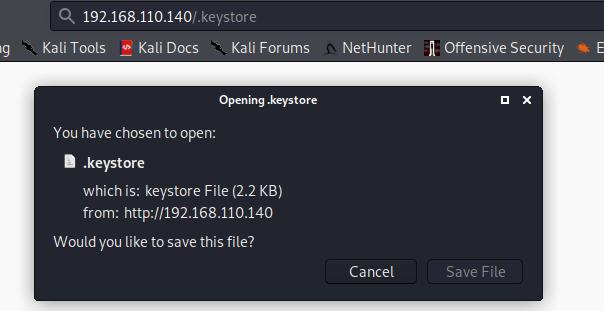 192.168.110.140/.keystore
Kali Tools Kali Docs Kali Forums NetHunter Offensive Security
Opening .keystore
You have chosen to open:
.keystore
which is: keystore File (2.2 KB)
from: http://192.168.110.140
Would you like to save this file?
Cancel Save File